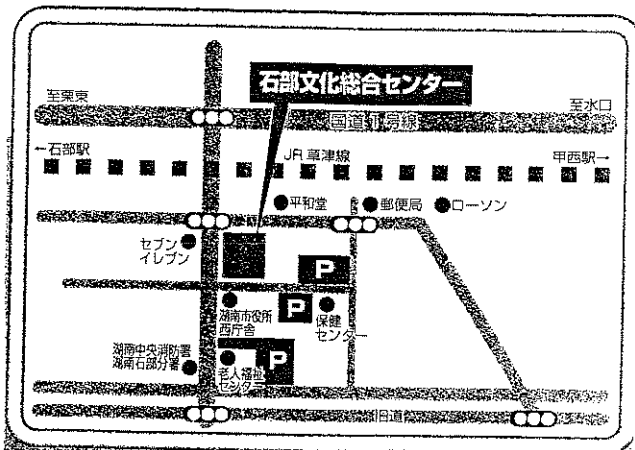 石部文化総合センター
至栗東
至水口
国道1号線
←石部駅
JR草津線
甲西駅→
平和堂
郵便局
ローソン
セブン
イレブン
P
湖南市役所
西庁舎
P
保健
センター
湖南中央消防署
湖南石部分署
老人福祉
センター
P
旧道